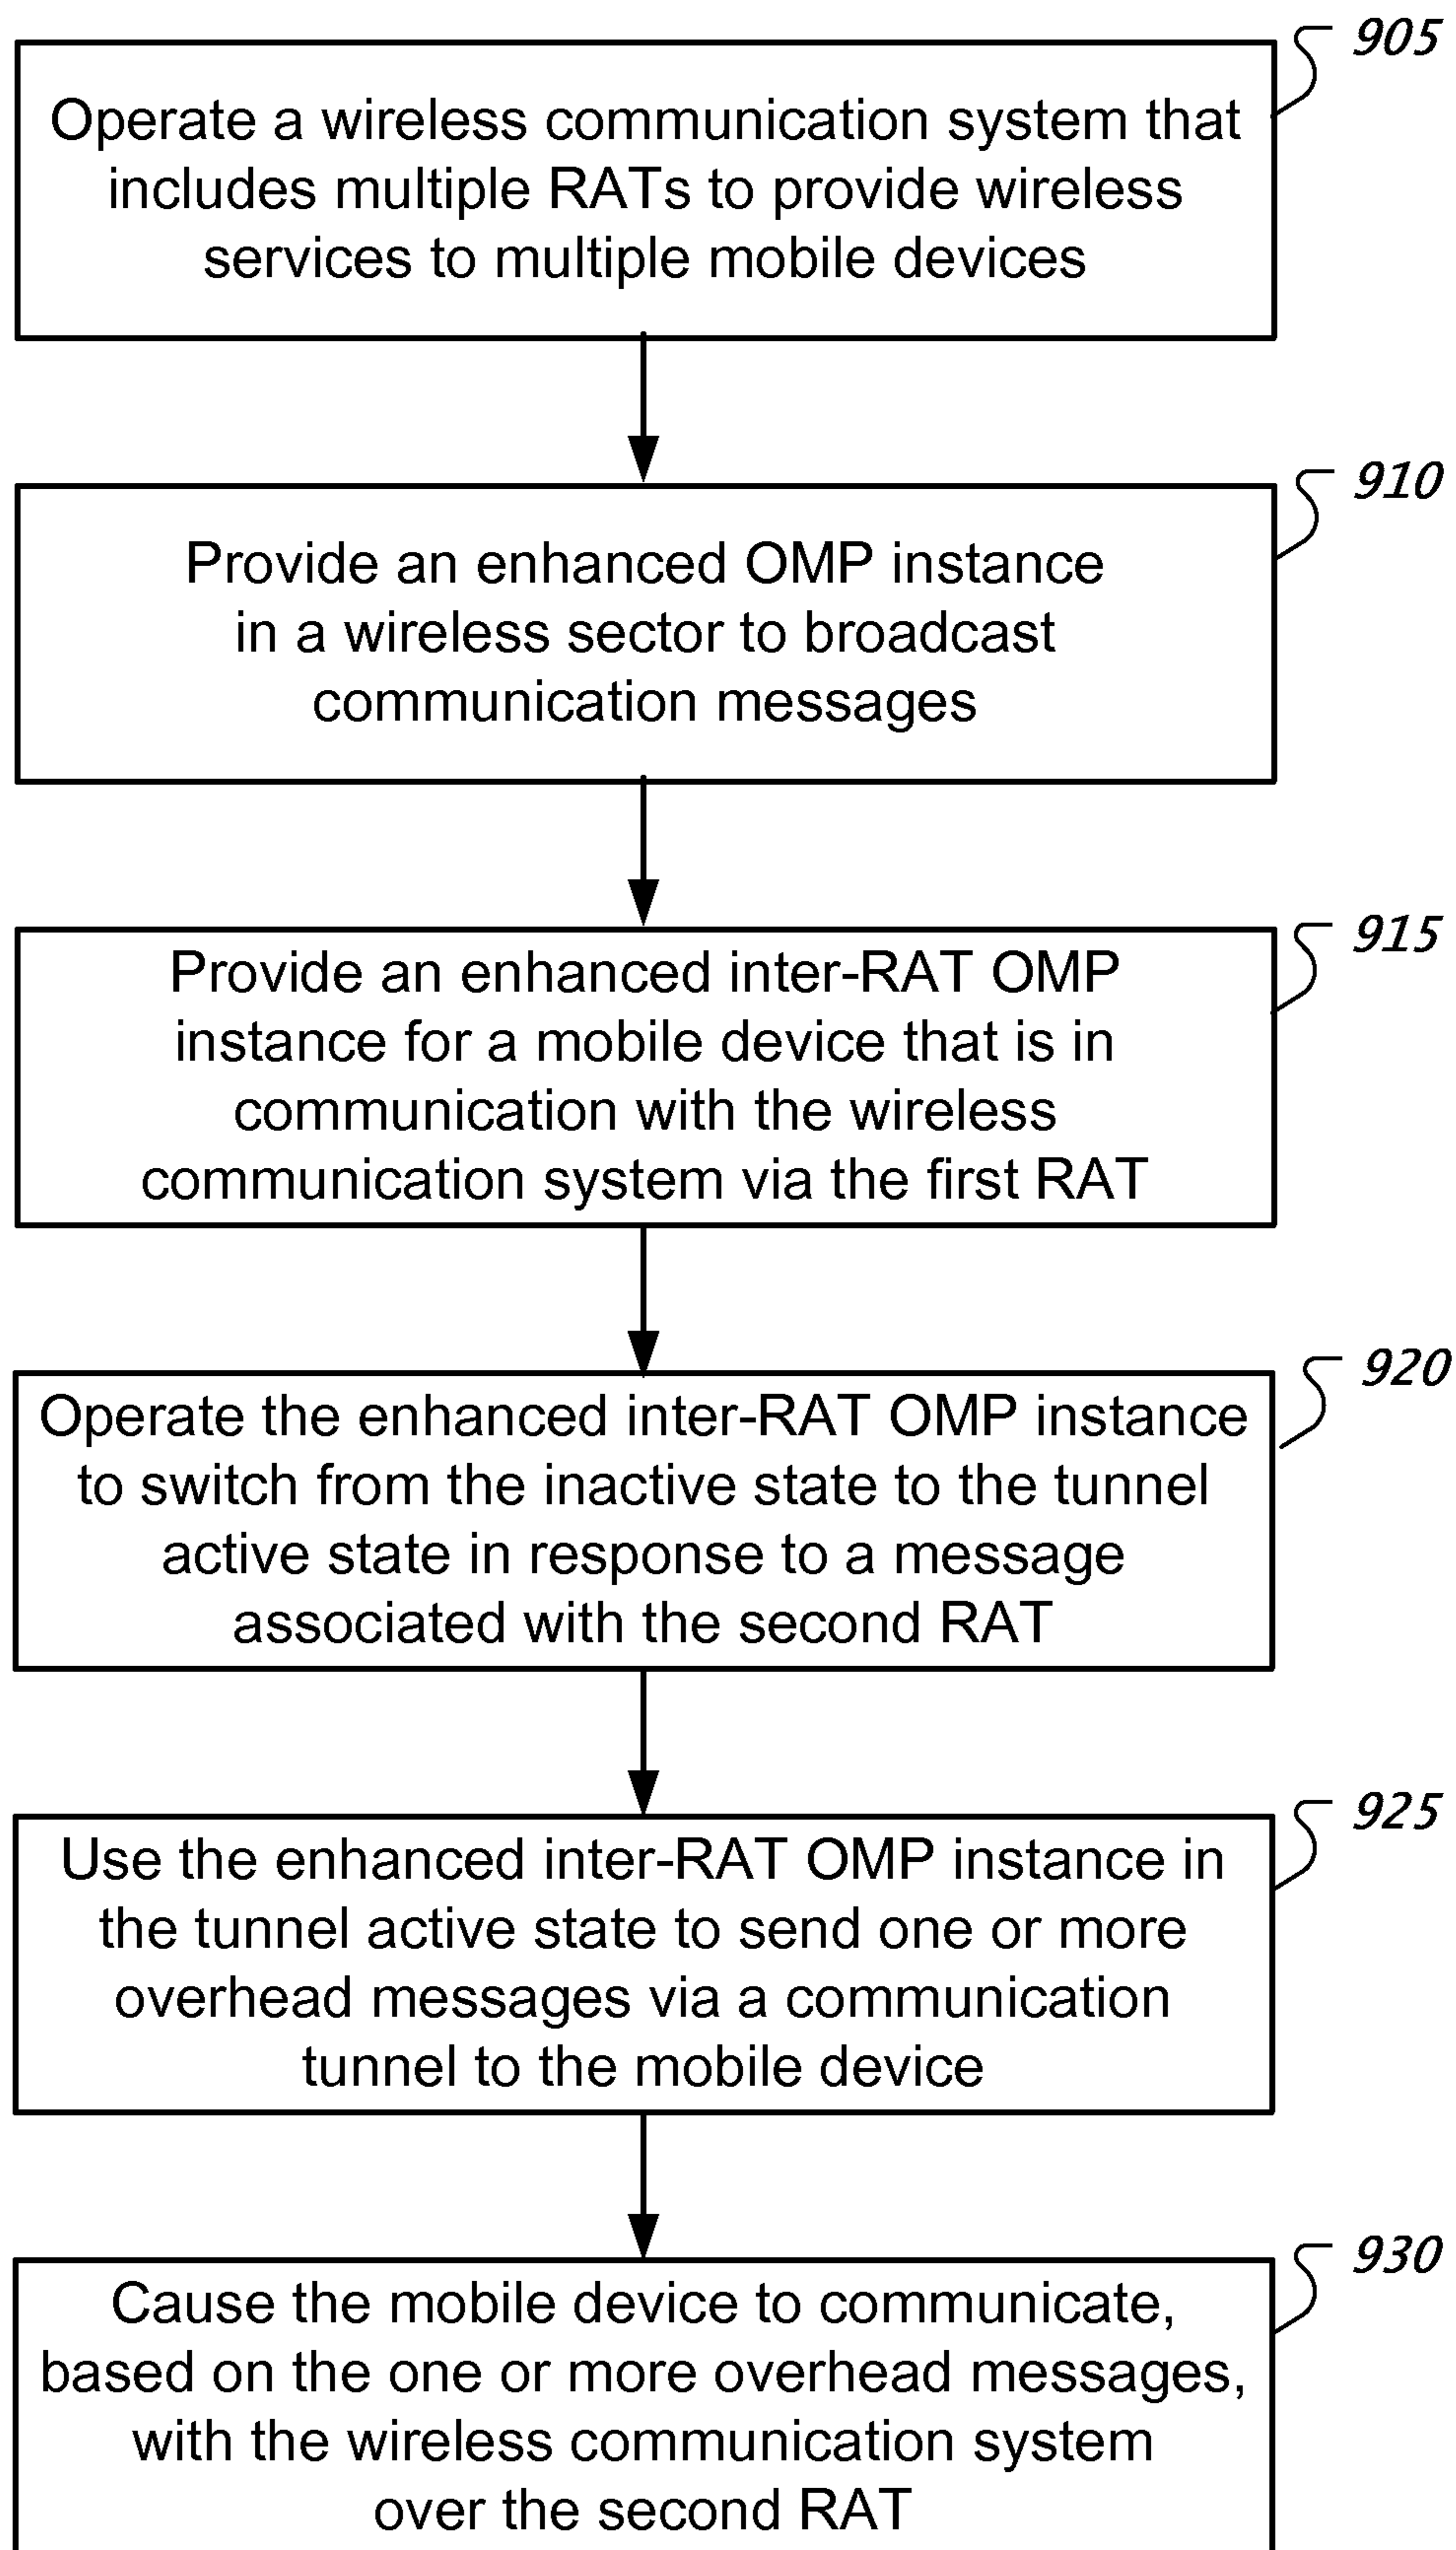 905
Operate a wireless communication system that
includes multiple RATs to provide wireless
services to multiple mobile devices
910
Provide an enhanced OMP instance
in a wireless sector to broadcast
communication messages
915
Provide an enhanced inter-RAT OMP
instance for a mobile device that is in
communication with the wireless
communication system via the first RAT
920
Operate the enhanced inter-RAT OMP instance
to switch from the inactive state to the tunnel
active state in response to a message
associated with the second RAT
925
Use the enhanced inter-RAT OMP instance in
the tunnel active state to send one or more
overhead messages via a communication
tunnel to the mobile device
930
Cause the mobile device to communicate,
based on the one or more overhead messages,
with the wireless communication system
over the second RAT